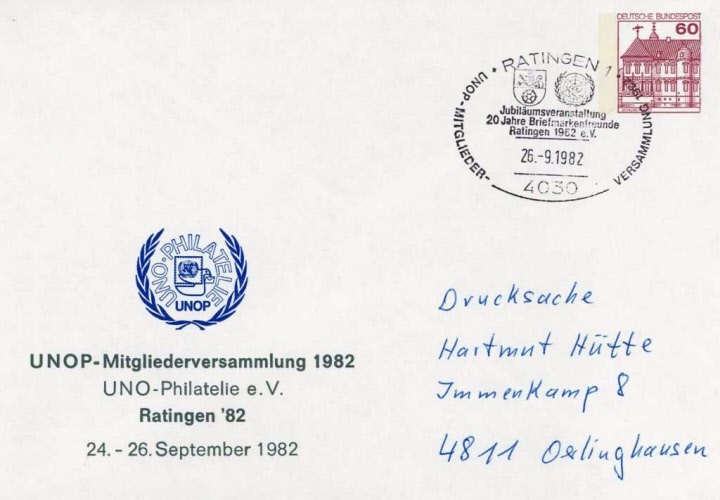 DEUTSCHE BUNDESPOST
60
RATINGEN 1
UNOP-MITGLIEDER-VERSAMMLUNG 1982
Jubiläumsveranstaltung
20 Jahre Briefmarkenfreunde
Ratingen 1962 e.V.
26.-9.1982
4030
UNO-PHILATELIE
UNOP
UNOP-Mitgliederversammlung 1982
UNO-Philatelie e.V.
Ratingen '82
24.-26. September 1982
Drucksache
Hartmut Hütte
Immenkamp 8
4811 Oerlinghausen